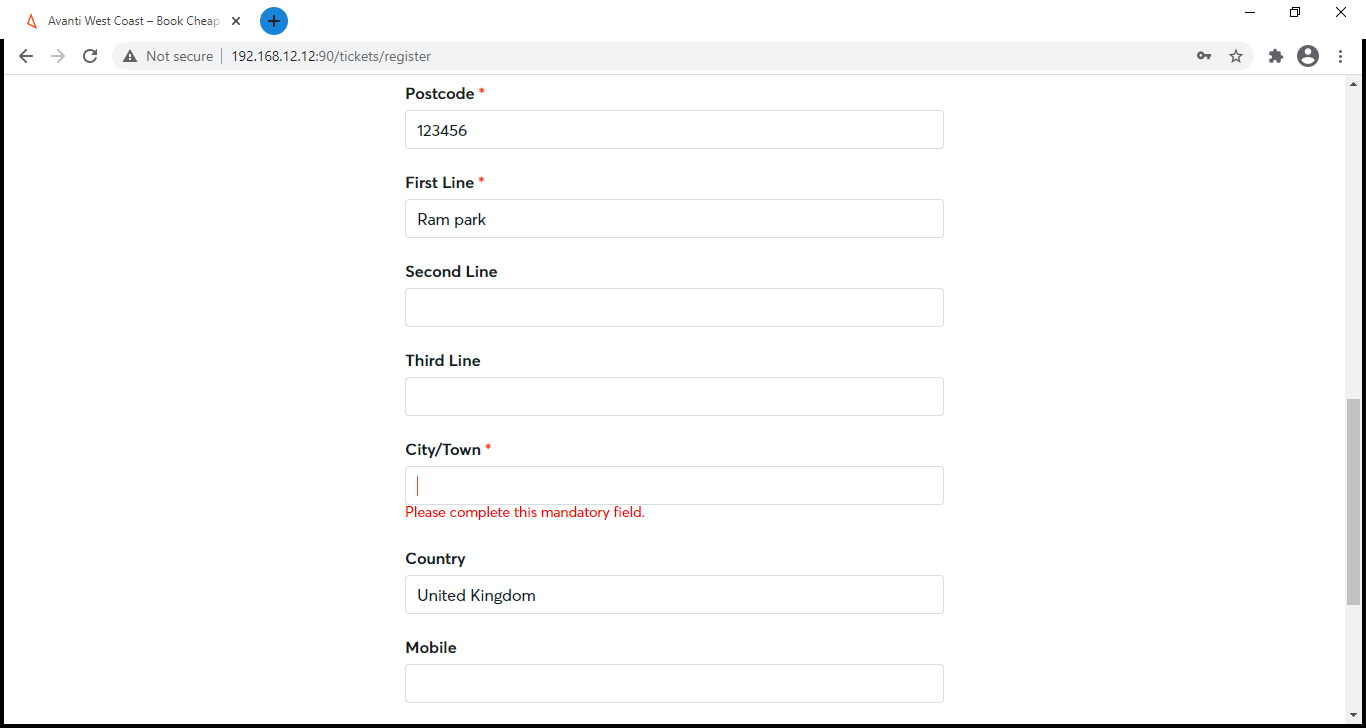 Avanti West Coast – Book Cheap
Not secure 192.168.12.12:90/tickets/register
Postcode *
123456
First Line *
Ram park
Second Line
Third Line
City/Town *
Please complete this mandatory field.
Country
United Kingdom
Mobile